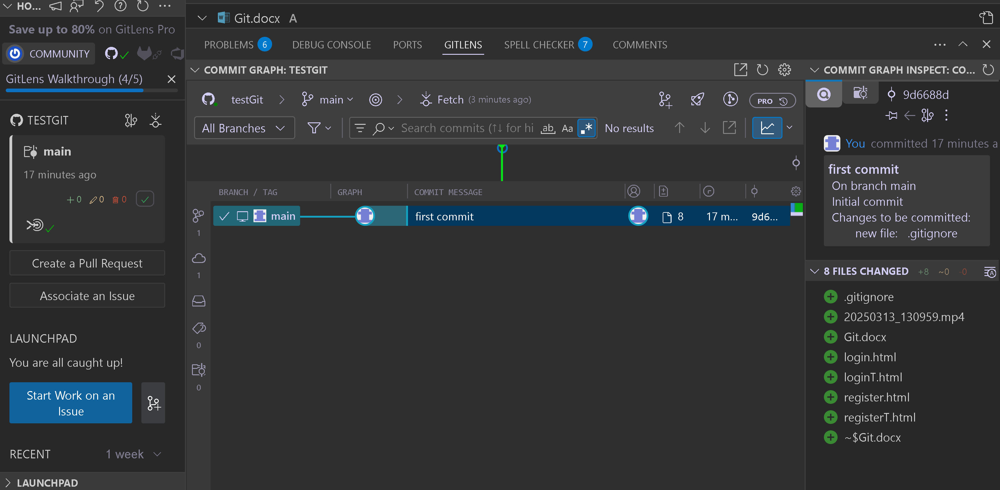 HO...
Save up to 80% on GitLens Pro
COMMUNITY
GitLens Walkthrough (4/5)
TESTGIT
main
17 minutes ago
+0 0 0
Create a Pull Request
Associate an Issue
LAUNCHPAD
You are all caught up!
Start Work on an
Issue
RECENT 1 week
LAUNCHPAD
Git.docx A
PROBLEMS 6 DEBUG CONSOLE PORTS GITLENS SPELL CHECKER 7 COMMENTS
COMMIT GRAPH: TESTGIT
testGit main Fetch (3 minutes ago) PRO
All Branches Search commits (↑↓ for hi ab Aa .* No results
BRANCH / TAG GRAPH COMMIT MESSAGE
main first commit 8 17 m... 9d6...
1
1
0
0
COMMIT GRAPH INSPECT: CO...
9d6688d
You committed 17 minutes a
first commit
On branch main
Initial commit
Changes to be committed:
new file: .gitignore
8 FILES CHANGED +8 ~0 -0
.gitignore
20250313_130959.mp4
Git.docx
login.html
loginT.html
register.html
registerT.html
~$Git.docx